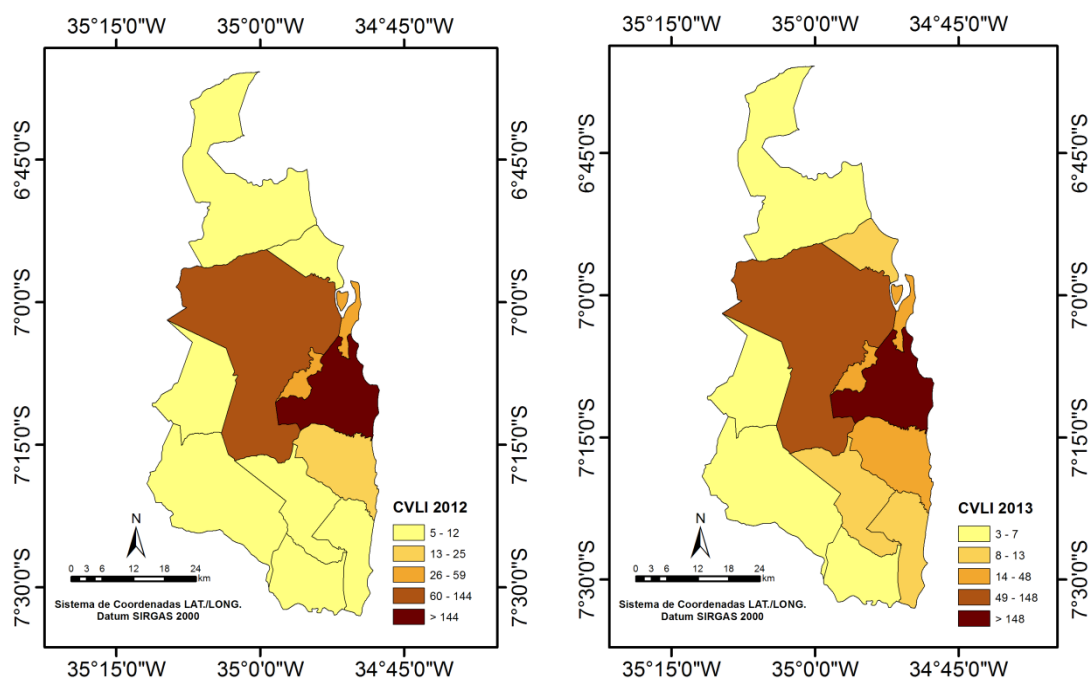 35°15'0"W 35°0'0"W 34°45'0"W
6°45'0"S
7°0'0"S
7°15'0"S
7°30'0"S
6°45'0"S
7°0'0"S
7°15'0"S
7°30'0"S
CVLI 2012
5 - 12
13 - 25
26 - 59
60 - 144
> 144
N
0 3 6 12 18 24
km
Sistema de Coordenadas LAT./LONG.
Datum SIRGAS 2000
35°15'0"W 35°0'0"W 34°45'0"W
35°15'0"W 35°0'0"W 34°45'0"W
6°45'0"S
7°0'0"S
7°15'0"S
7°30'0"S
6°45'0"S
7°0'0"S
7°15'0"S
7°30'0"S
CVLI 2013
3 - 7
8 - 13
14 - 48
49 - 148
> 148
N
0 3 6 12 18 24
km
Sistema de Coordenadas LAT./LONG.
Datum SIRGAS 2000
35°15'0"W 35°0'0"W 34°45'0"W